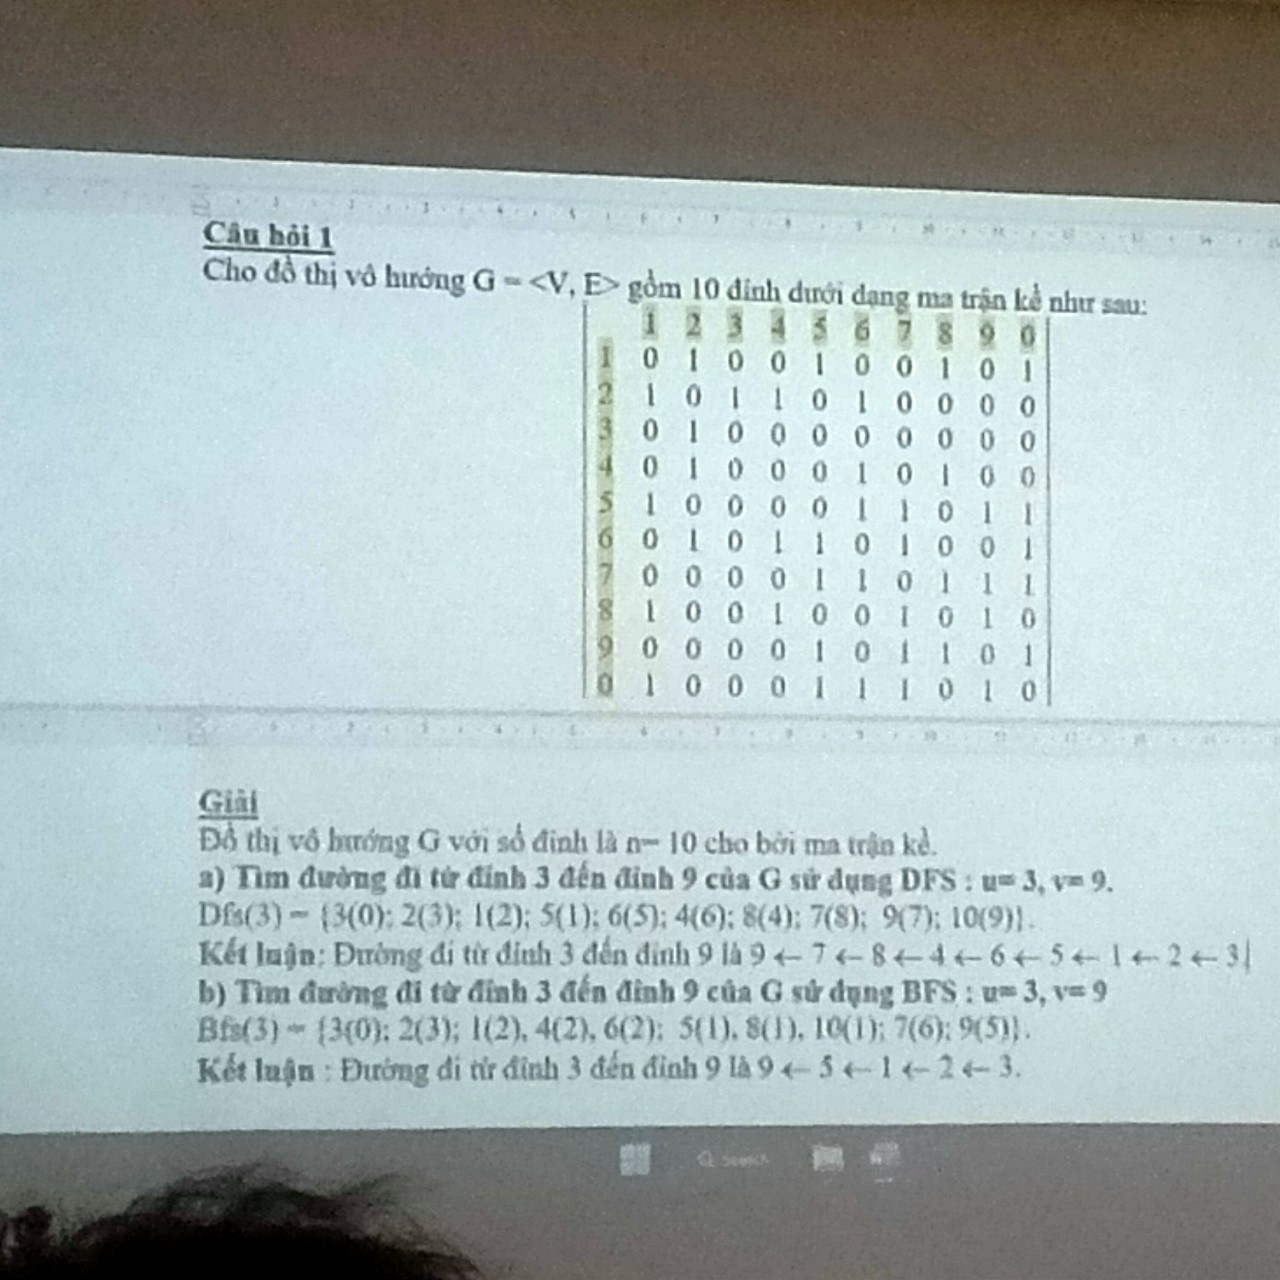 Câu hỏi 1
Cho đồ thị vô hướng G = <V, E> gồm 10 đỉnh dưới dạng ma trận kề như sau:
1 2 3 4 5 6 7 8 9 0
1 0 1 0 0 1 0 0 1 0 1
2 1 0 1 1 0 1 0 0 0 0
3 0 1 0 0 0 0 0 0 0 0
4 0 1 0 0 0 1 0 1 0 0
5 1 0 0 0 0 1 1 0 1 1
6 0 1 0 1 1 0 1 0 0 1
7 0 0 0 0 1 1 0 1 1 1
8 1 0 0 1 0 0 1 0 1 0
9 0 0 0 0 1 0 1 1 0 1
0 1 0 0 0 1 1 1 0 1 0
Giải
Đồ thị vô hướng G với số đỉnh là n= 10 cho bởi ma trận kề.
a) Tìm đường đi từ đỉnh 3 đến đỉnh 9 của G sử dụng DFS : u= 3, v= 9.
Dfs(3) = {3(0); 2(3); 1(2); 5(1); 6(5); 4(6); 8(4); 7(8); 9(7); 10(9)}.
Kết luận: Đường đi từ đỉnh 3 đến đỉnh 9 là 9 ← 7 ← 8 ← 4 ← 6 ← 5 ← 1 ← 2 ← 3
b) Tìm đường đi từ đỉnh 3 đến đỉnh 9 của G sử dụng BFS : u= 3, v= 9
Bfs(3) = {3(0); 2(3); 1(2), 4(2), 6(2); 5(1), 8(1), 10(1); 7(6); 9(5)}.
Kết luận : Đường đi từ đỉnh 3 đến đỉnh 9 là 9 ← 5 ← 1 ← 2 ← 3.
Search